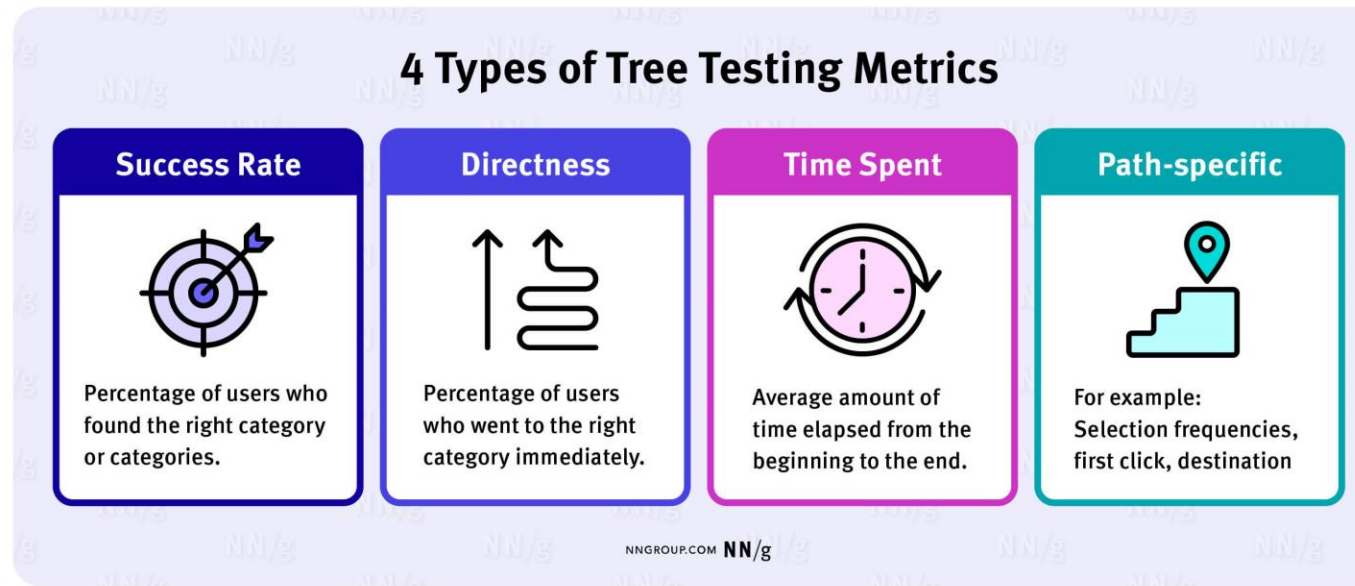 4 Types of Tree Testing Metrics
Success Rate
Percentage of users who
found the right category
or categories.
Directness
Percentage of users
who went to the right
category immediately.
Time Spent
Average amount of
time elapsed from the
beginning to the end.
Path-specific
For example:
Selection frequencies,
first click, destination
NNGROUP.COM NN/g